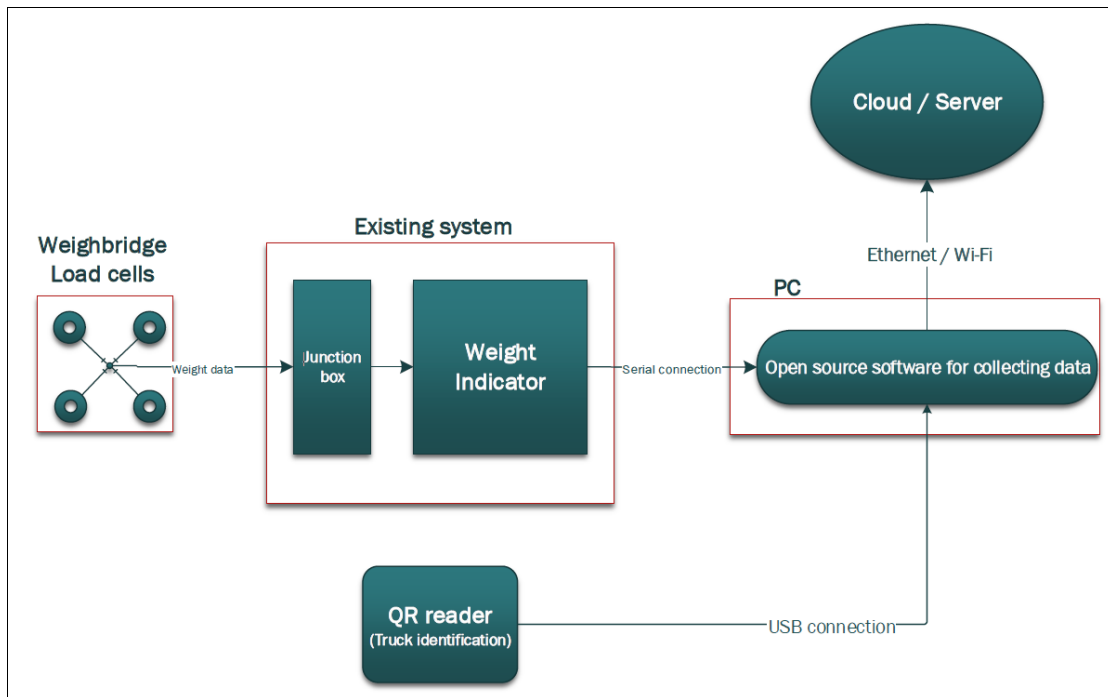 Cloud / Server
Existing system
Weighbridge
Load cells
Ethernet / Wi-Fi
PC
Junction
box
Weight
Indicator
Weight data
Serial connection
Open source software for collecting data
QR reader
(Truck identification)
USB connection